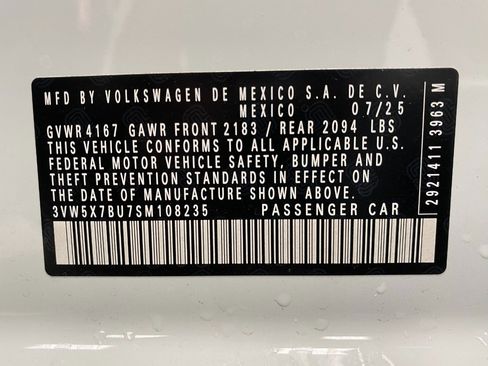 MFD BY VOLKSWAGEN DE MEXICO S.A. DE C.V.
MEXICO 07/25
GVWR 4167 GAWR FRONT 2183 / REAR 2094 LBS
THIS VEHICLE CONFORMS TO ALL APPLICABLE U.S.
FEDERAL MOTOR VEHICLE SAFETY, BUMPER AND
THEFT PREVENTION STANDARDS IN EFFECT ON
THE DATE OF MANUFACTURE SHOWN ABOVE.
3VW5X7BU7SM108235 PASSENGER CAR
2921411 3963 M